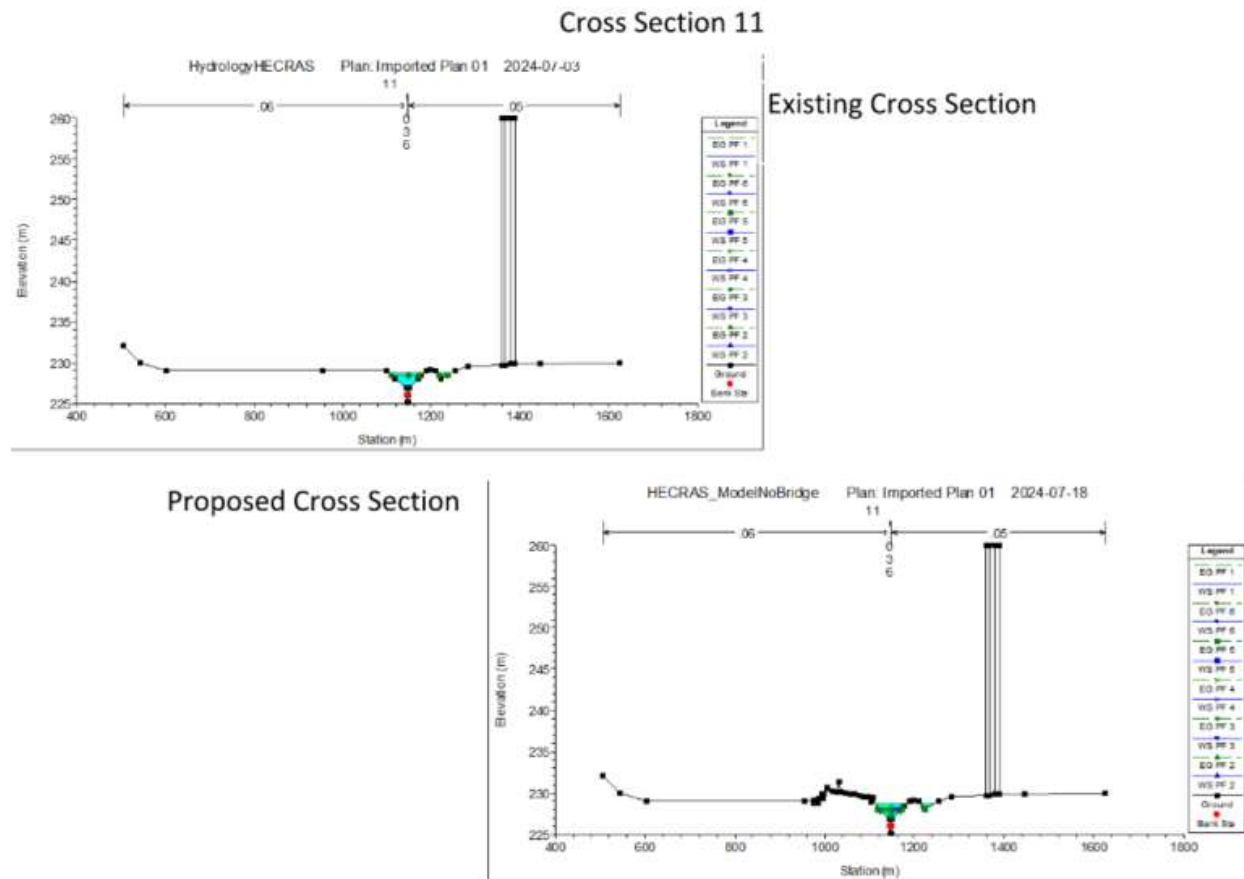 Cross Section 11
HydrologyHECRAS Plan: Imported Plan 01 2024-07-03
11
.06
.05
0
3
6
Existing Cross Section
260
255
250
245
240
235
230
225
Elevation (m)
400 600 800 1000 1200 1400 1600 1800
Station (m)
Legend
EG PF 1
WS PF 1
EG PF 6
WS PF 6
EG PF 5
WS PF 5
EG PF 4
WS PF 4
EG PF 3
WS PF 3
EG PF 2
WS PF 2
Ground
Bank Sta
Proposed Cross Section
HECRAS_ModelNoBridge Plan: Imported Plan 01 2024-07-18
11
.06
.05
0
3
6
260
255
250
245
240
235
230
225
Elevation (m)
400 600 800 1000 1200 1400 1600 1800
Station (m)
Legend
EG PF 1
WS PF 1
EG PF 6
WS PF 6
EG PF 5
WS PF 5
EG PF 4
WS PF 4
EG PF 3
WS PF 3
EG PF 2
WS PF 2
Ground
Bank Sta